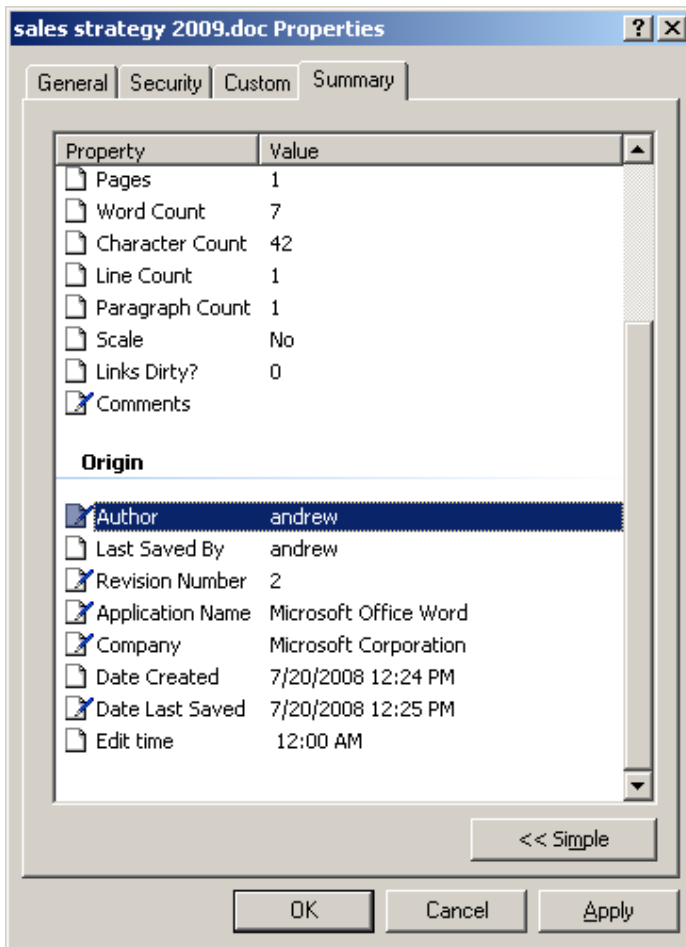 sales strategy 2009.doc Properties
General Security Custom Summary
Property Value
Pages 1
Word Count 7
Character Count 42
Line Count 1
Paragraph Count 1
Scale No
Links Dirty? 0
Comments
Origin
Author andrew
Last Saved By andrew
Revision Number 2
Application Name Microsoft Office Word
Company Microsoft Corporation
Date Created 7/20/2008 12:24 PM
Date Last Saved 7/20/2008 12:25 PM
Edit time 12:00 AM
<< Simple
OK Cancel Apply